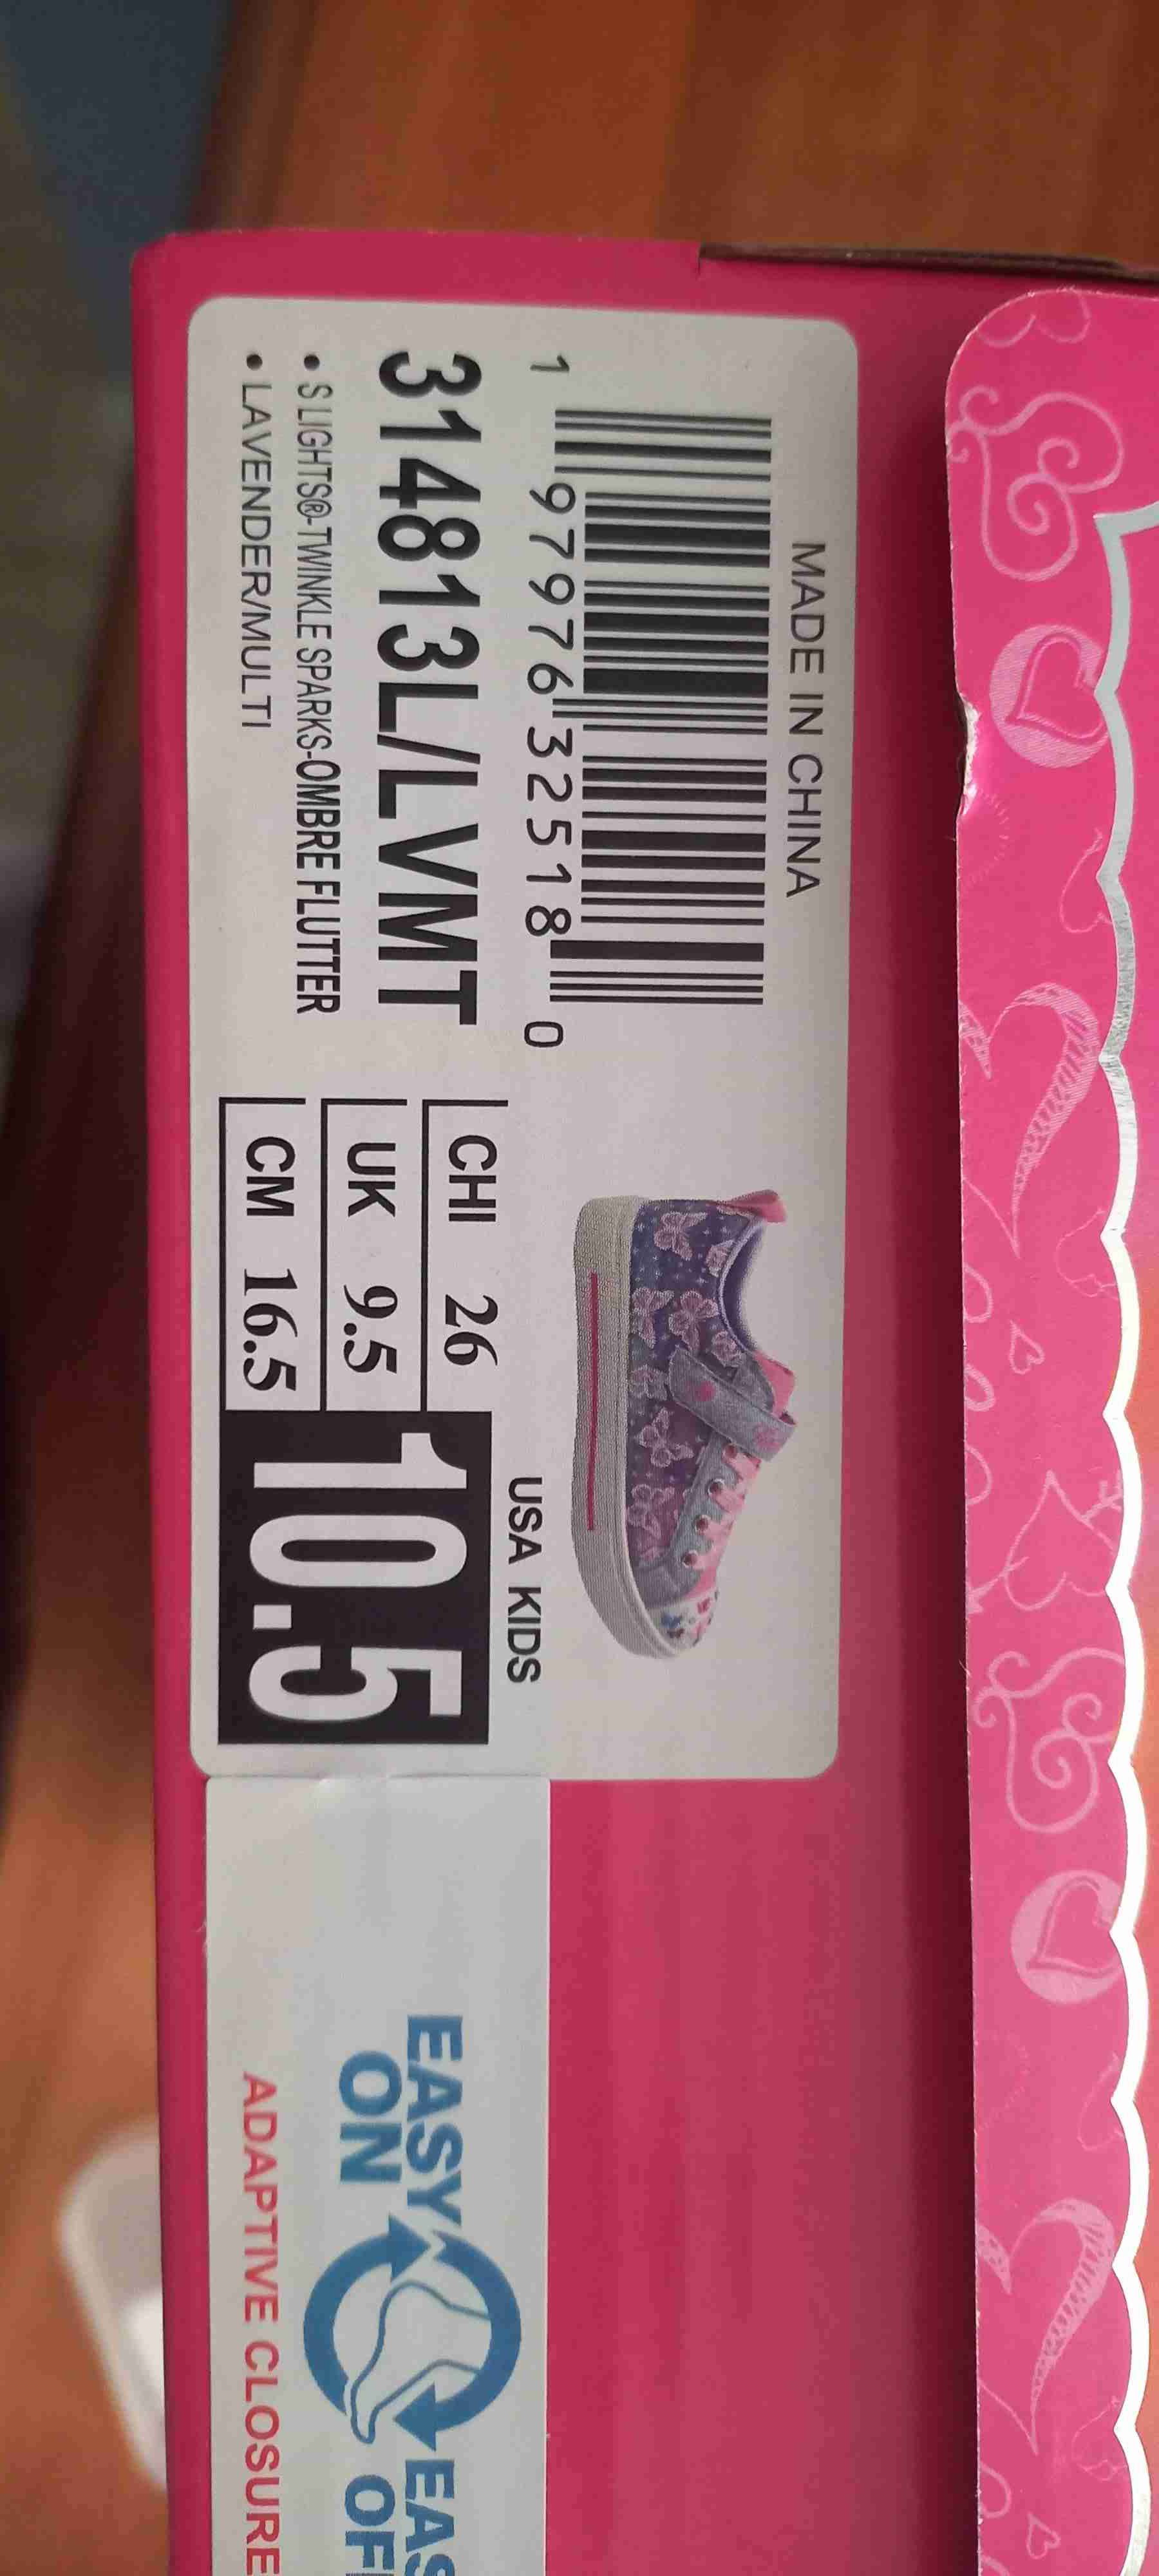 MADE IN CHINA
1 97976 32518 0
314813L/LVMT
• S LIGHTS®-TWINKLE SPARKS-OMBRE FLUTTER
• LAVENDER/MULTI
USA KIDS
CHI 26
UK 9.5
CM 16.5
10.5
EASY EAS
ON OF
ADAPTIVE CLOSURE